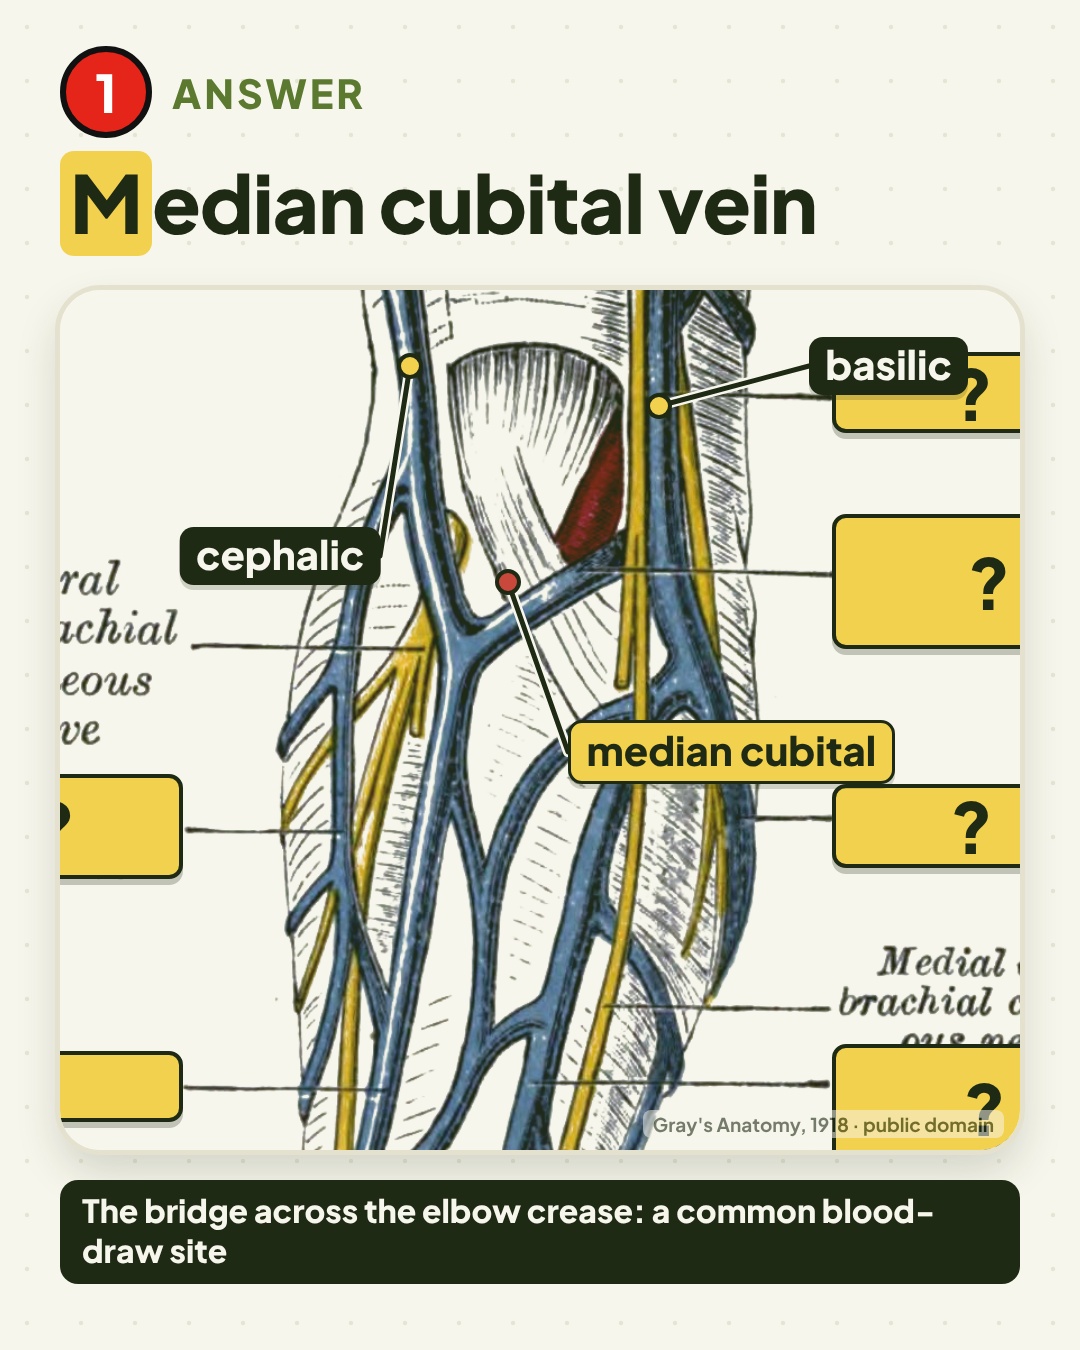 1
ANSWER
Median cubital vein
basilic
?
cephalic
?
ral
achial
eous
ve
median cubital
?
Medial
brachial c
?
Gray's Anatomy, 1918 · public domain
The bridge across the elbow crease: a common blood-
draw site